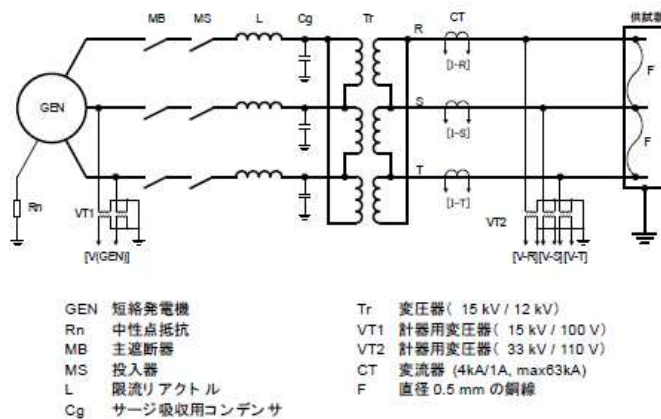 MB MS L Cg Tr R CT 供試器
[I-R]
F
GEN
S
[I-S]
F
T
Rn
VT1
[I-T]
VT2
[V(GEN)]
[V-R][V-S][V-T]
GEN 短絡発電機
Rn 中性点抵抗
MB 主遮断器
MS 投入器
L 限流リアクトル
Cg サージ吸収用コンデンサ
Tr 変圧器( 15 kV / 12 kV)
VT1 計器用変圧器( 15 kV / 100 V)
VT2 計器用変圧器( 33 kV / 110 V)
CT 変流器 (4kA/1A, max63kA)
F 直径 0.5 mm の銅線